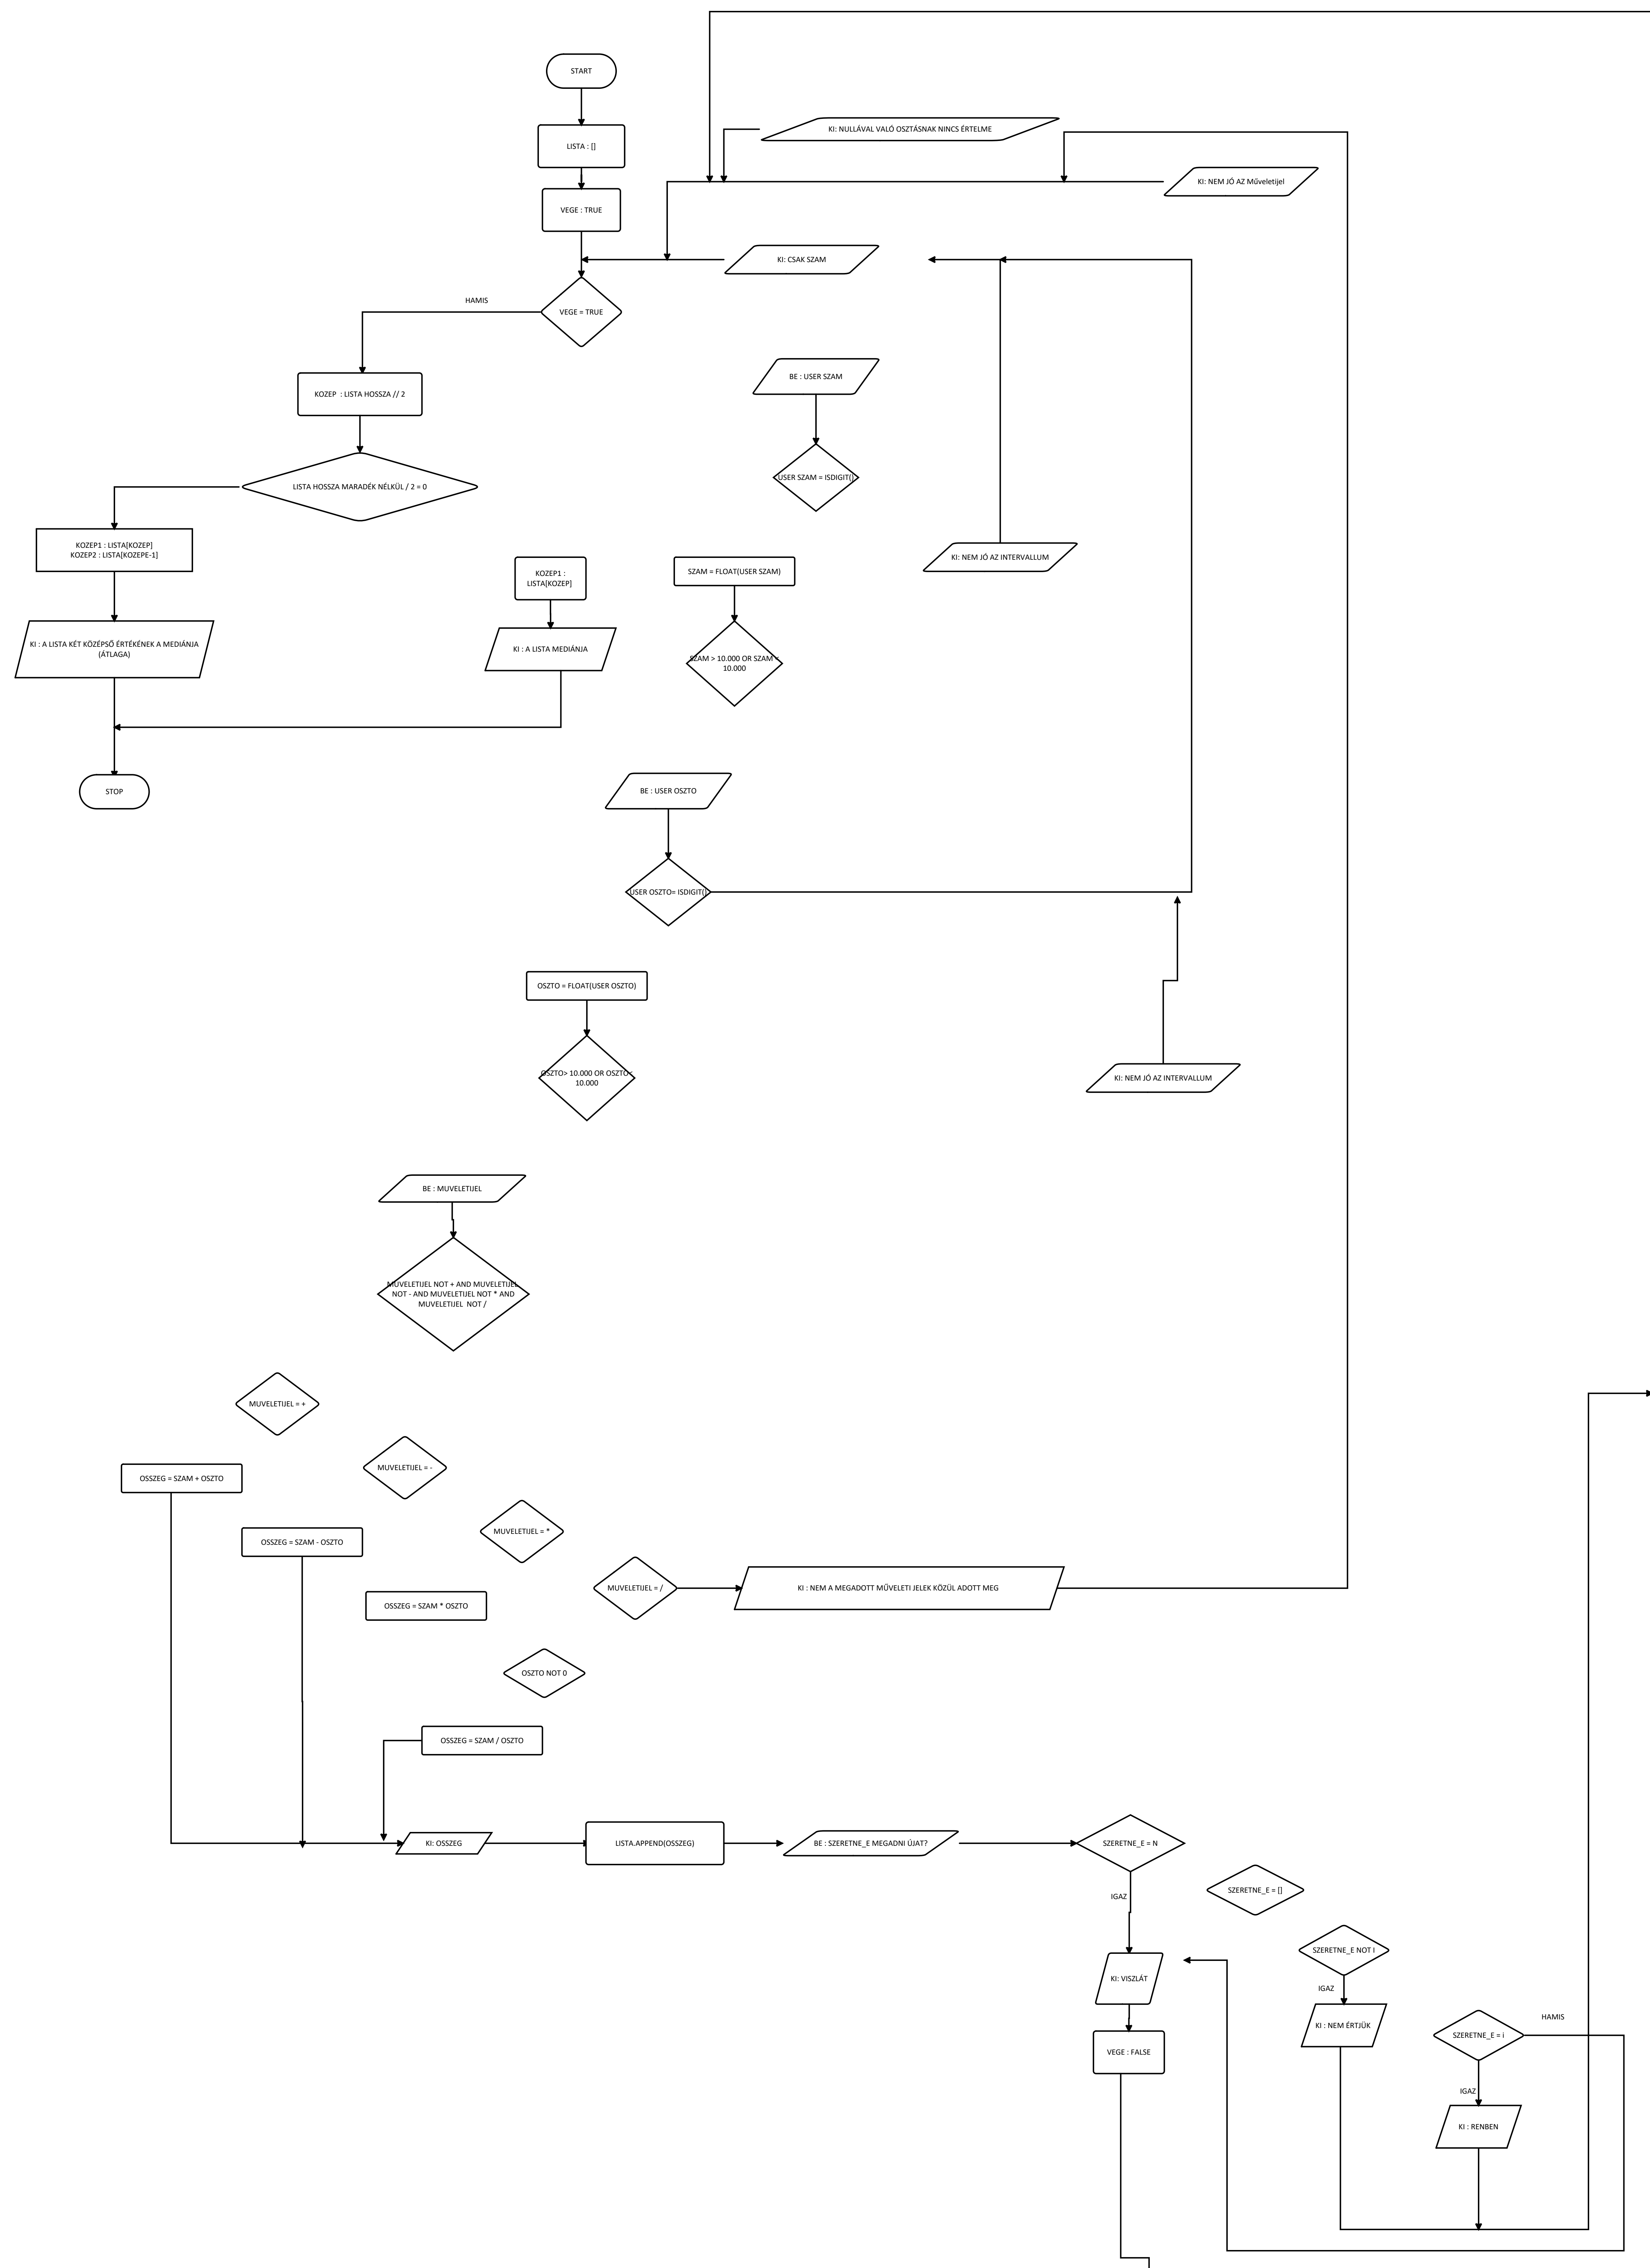 START
KI: NULLÁVAL VALÓ OSZTÁSNAK NINCS ÉRTELME
LISTA : []
KI: NEM JÓ AZ Műveletijel
VEGE : TRUE
KI: CSAK SZAM
HAMIS
VEGE = TRUE
BE : USER SZAM
KOZEP : LISTA HOSSZA // 2
USER SZAM = ISDIGIT()
LISTA HOSSZA MARADÉK NÉLKÜL / 2 = 0
KOZEP1 : LISTA[KOZEP]
KOZEP2 : LISTA[KOZEPE-1]
KI: NEM JÓ AZ INTERVALLUM
KOZEP1 :
LISTA[KOZEP]
SZAM = FLOAT(USER SZAM)
KI : A LISTA KÉT KÖZÉPSŐ ÉRTÉKÉNEK A MEDIÁNJA
(ÁTLAGA)
KI : A LISTA MEDIÁNJA
SZAM > 10.000 OR SZAM <
10.000
STOP
BE : USER OSZTO
USER OSZTO= ISDIGIT()
OSZTO = FLOAT(USER OSZTO)
OSZTO> 10.000 OR OSZTO<
10.000
KI: NEM JÓ AZ INTERVALLUM
BE : MUVELETIJEL
MUVELETIJEL NOT + AND MUVELETIJEL
NOT - AND MUVELETIJEL NOT * AND
MUVELETIJEL NOT /
MUVELETIJEL = +
MUVELETIJEL = -
OSSZEG = SZAM + OSZTO
MUVELETIJEL = *
OSSZEG = SZAM - OSZTO
MUVELETIJEL = /
KI : NEM A MEGADOTT MŰVELETI JELEK KÖZÜL ADOTT MEG
OSSZEG = SZAM * OSZTO
OSZTO NOT 0
OSSZEG = SZAM / OSZTO
KI: OSSZEG
LISTA.APPEND(OSSZEG)
BE : SZERETNE_E MEGADNI ÚJAT?
SZERETNE_E = N
IGAZ
SZERETNE_E = []
SZERETNE_E NOT I
KI: VISZLÁT
IGAZ
KI : NEM ÉRTJÜK
HAMIS
SZERETNE_E = i
VEGE : FALSE
IGAZ
KI : RENBEN